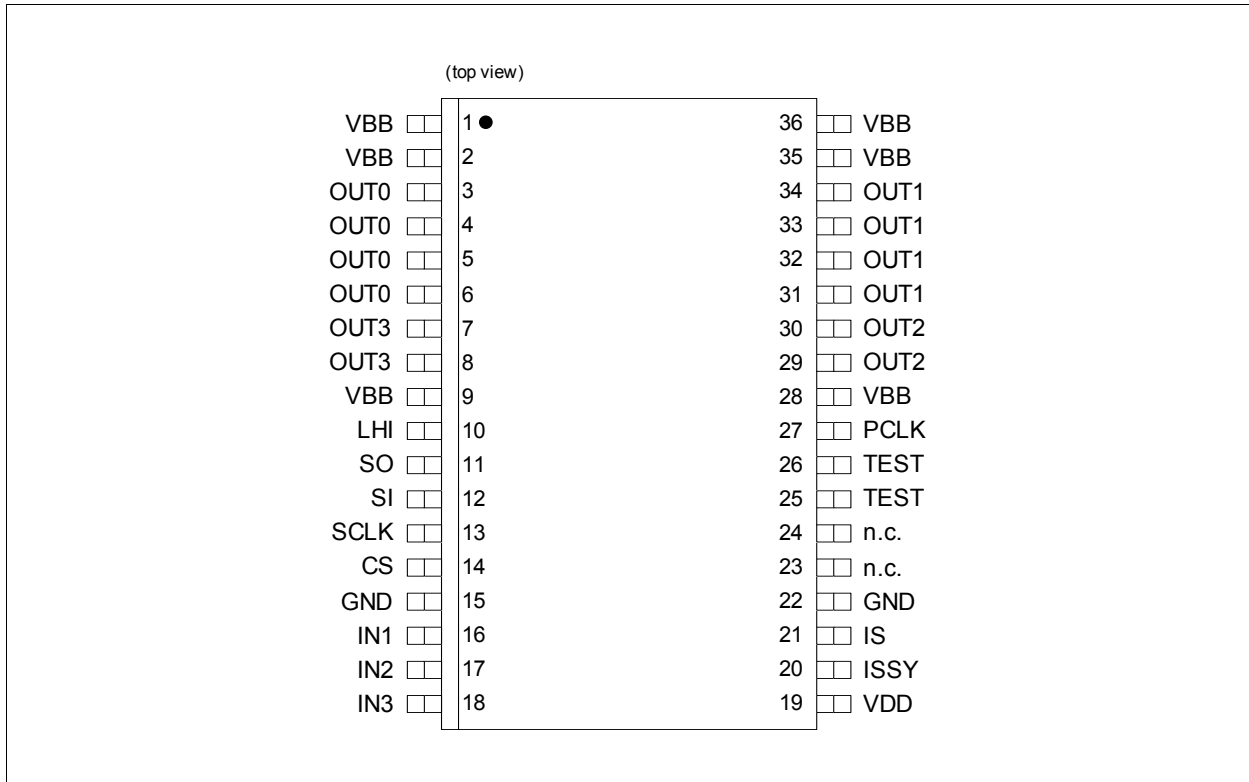 (top view)
VBB 1 36 VBB
VBB 2 35 VBB
OUT0 3 34 OUT1
OUT0 4 33 OUT1
OUT0 5 32 OUT1
OUT0 6 31 OUT1
OUT3 7 30 OUT2
OUT3 8 29 OUT2
VBB 9 28 VBB
LHI 10 27 PCLK
SO 11 26 TEST
SI 12 25 TEST
SCLK 13 24 n.c.
CS 14 23 n.c.
GND 15 22 GND
IN1 16 21 IS
IN2 17 20 ISSY
IN3 18 19 VDD